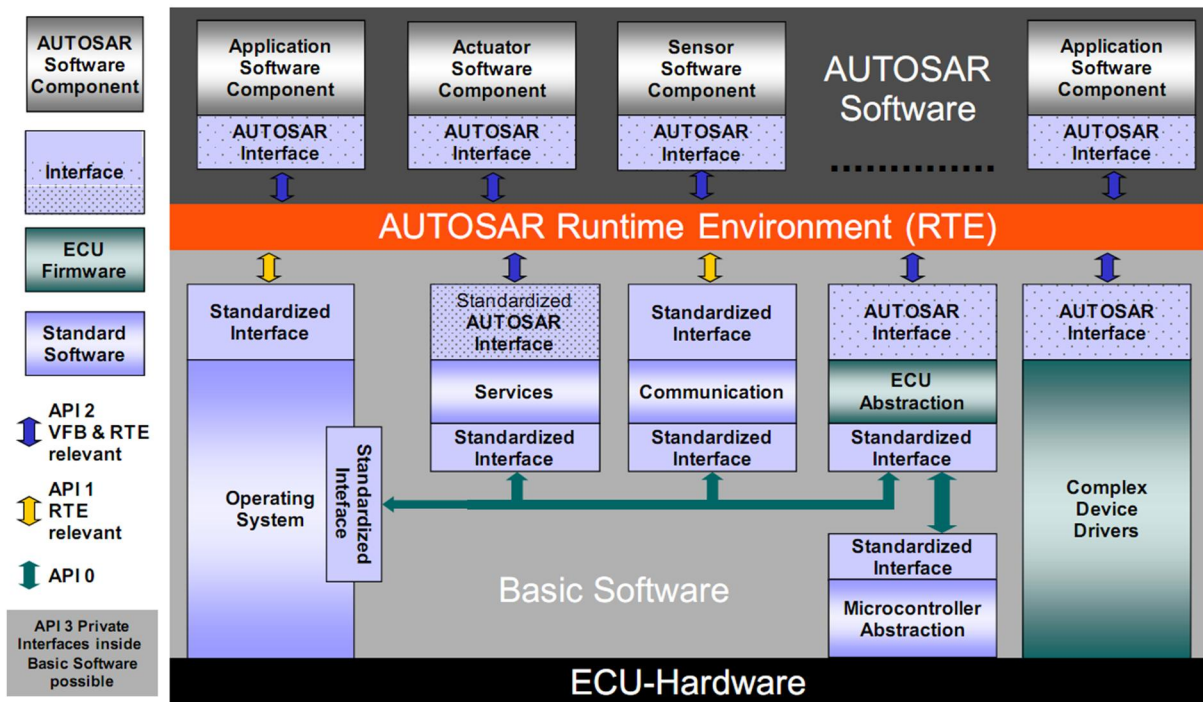 AUTOSAR
Software
Component
Interface
ECU
Firmware
Standard
Software
API 2
VFB & RTE
relevant
API 1
RTE
relevant
API 0
API 3 Private
Interfaces inside
Basic Software
possible
Application
Software
Component
AUTOSAR
Interface
Actuator
Software
Component
AUTOSAR
Interface
Sensor
Software
Component
AUTOSAR
Interface
AUTOSAR
Software
Application
Software
Component
AUTOSAR
Interface
AUTOSAR Runtime Environment (RTE)
Standardized
Interface
Operating
System
Standardized
Inteface
Standardized
AUTOSAR
Interface
Services
Standardized
Interface
Standardized
Interface
Communication
Standardized
Interface
AUTOSAR
Interface
ECU
Abstraction
Standardized
Interface
Standardized
Interface
Microcontroller
Abstraction
AUTOSAR
Interface
Complex
Device
Drivers
Basic Software
ECU-Hardware